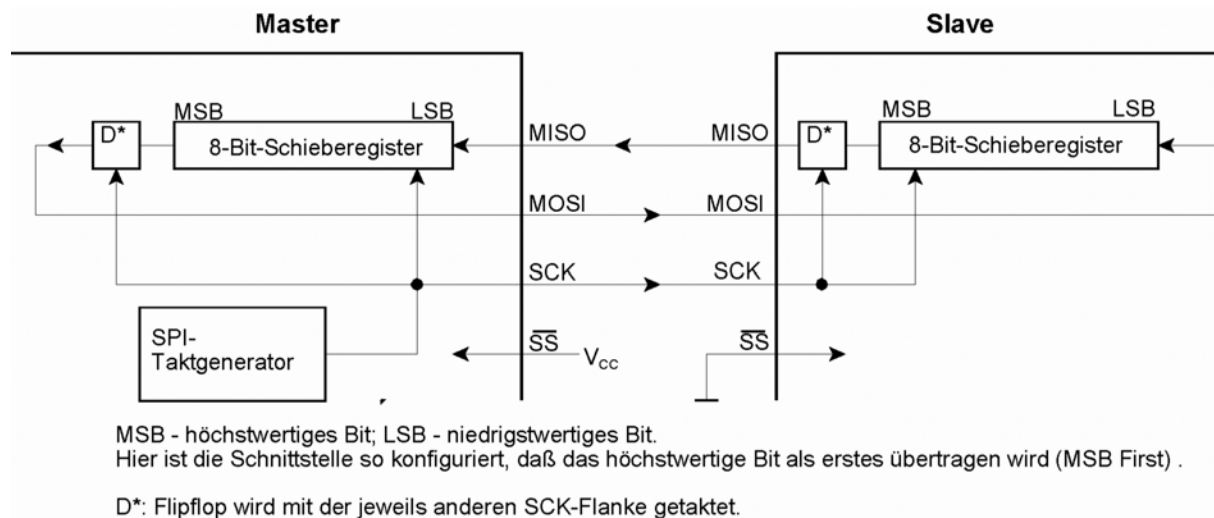 Master
Slave
MSB
LSB
D*
8-Bit-Schieberegister
MISO
MISO
MSB
LSB
D*
8-Bit-Schieberegister
MOSI
MOSI
SCK
SCK
SPI-
Taktgenerator
SS
VCC
SS
MSB - höchstwertiges Bit; LSB - niedrigstwertiges Bit.
Hier ist die Schnittstelle so konfiguriert, daß das höchstwertige Bit als erstes übertragen wird (MSB First) .
D*: Flipflop wird mit der jeweils anderen SCK-Flanke getaktet.